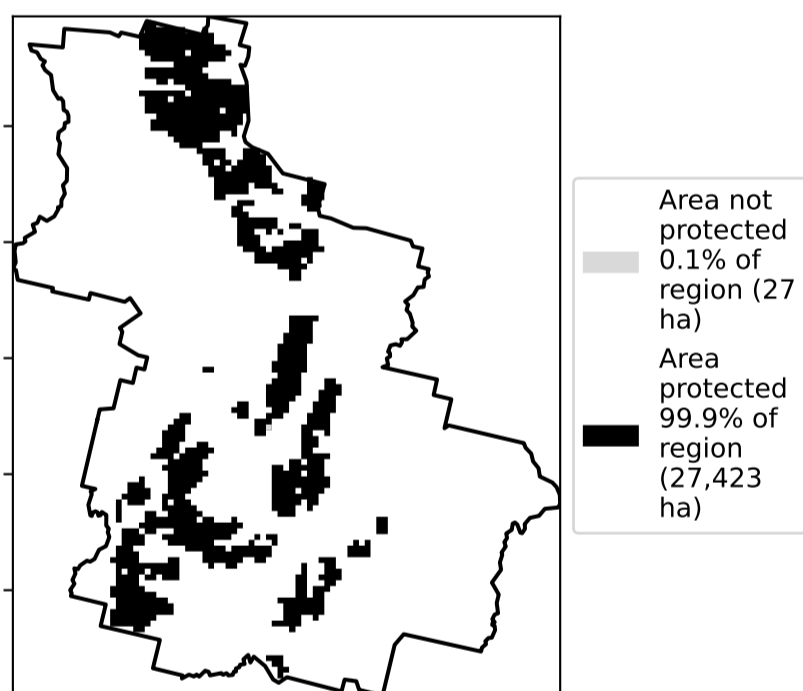 Area not
protected
0.1% of
region (27
ha)
Area
protected
99.9% of
region
(27,423
ha)